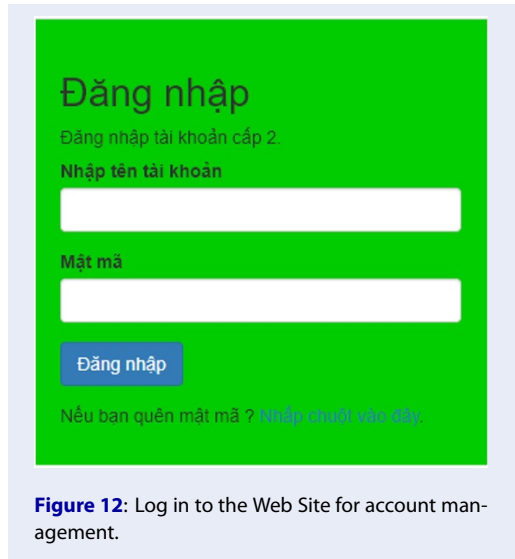 Đăng nhập
Đăng nhập tài khoản cấp 2.
Nhập tên tài khoản
Mật mã
Đăng nhập
Nếu bạn quên mật mã ? Nhấp chuột vào đây.
Figure 12: Log in to the Web Site for account man-
agement.